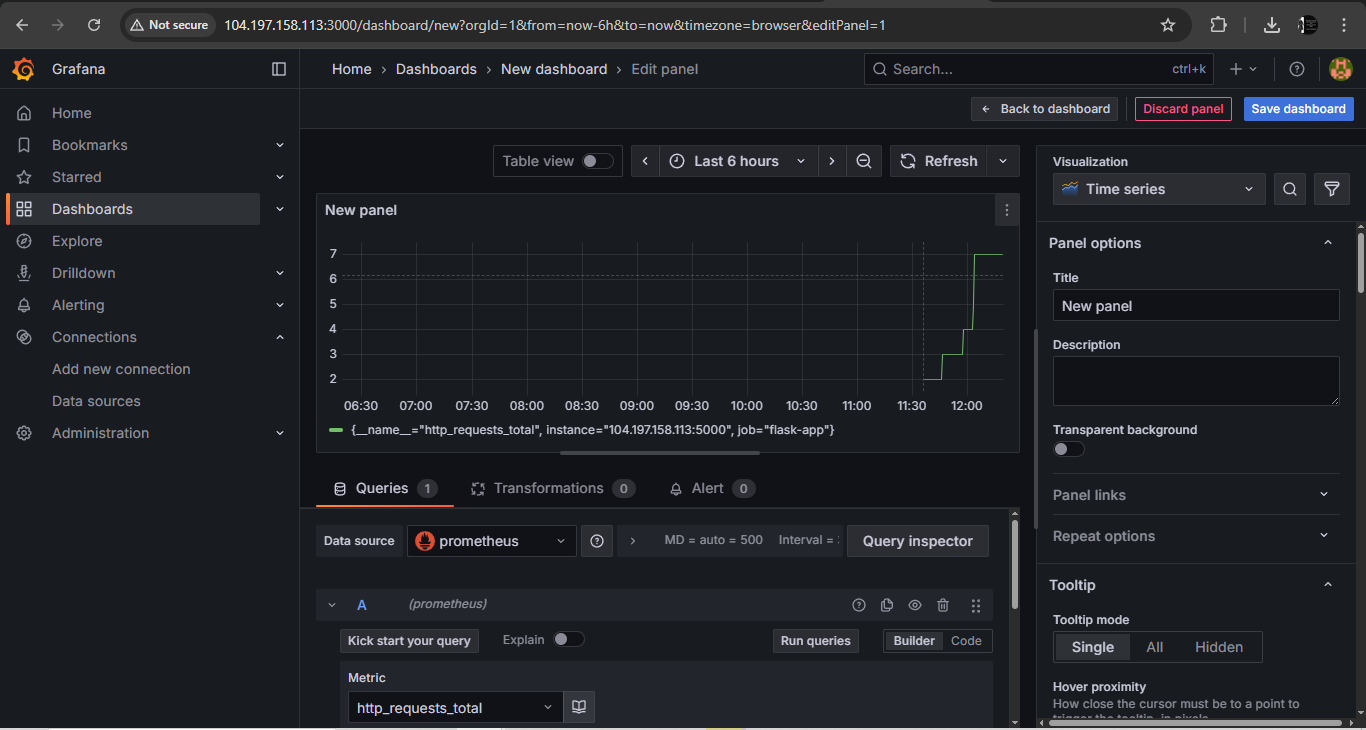 Not secure 104.197.158.113:3000/dashboard/new?orgId=1&from=now-6h&to=now&timezone=browser&editPanel=1
Grafana
Home
Bookmarks
Starred
Dashboards
Explore
Drilldown
Alerting
Connections
Add new connection
Data sources
Administration
Home › Dashboards › New dashboard › Edit panel
Search... ctrl+k
Back to dashboard Discard panel Save dashboard
Table view Last 6 hours Refresh
New panel
7
6
5
4
3
2
06:30 07:00 07:30 08:00 08:30 09:00 09:30 10:00 10:30 11:00 11:30 12:00
{__name__="http_requests_total", instance="104.197.158.113:5000", job="flask-app"}
Queries 1 Transformations 0 Alert 0
Data source prometheus MD = auto = 500 Interval = Query inspector
A (prometheus)
Kick start your query Explain Run queries Builder Code
Metric
http_requests_total
Visualization
Time series
Panel options
Title
New panel
Description
Transparent background
Panel links
Repeat options
Tooltip
Tooltip mode
Single All Hidden
Hover proximity
How close the cursor must be to a point to
trigger the tooltip, in pixels